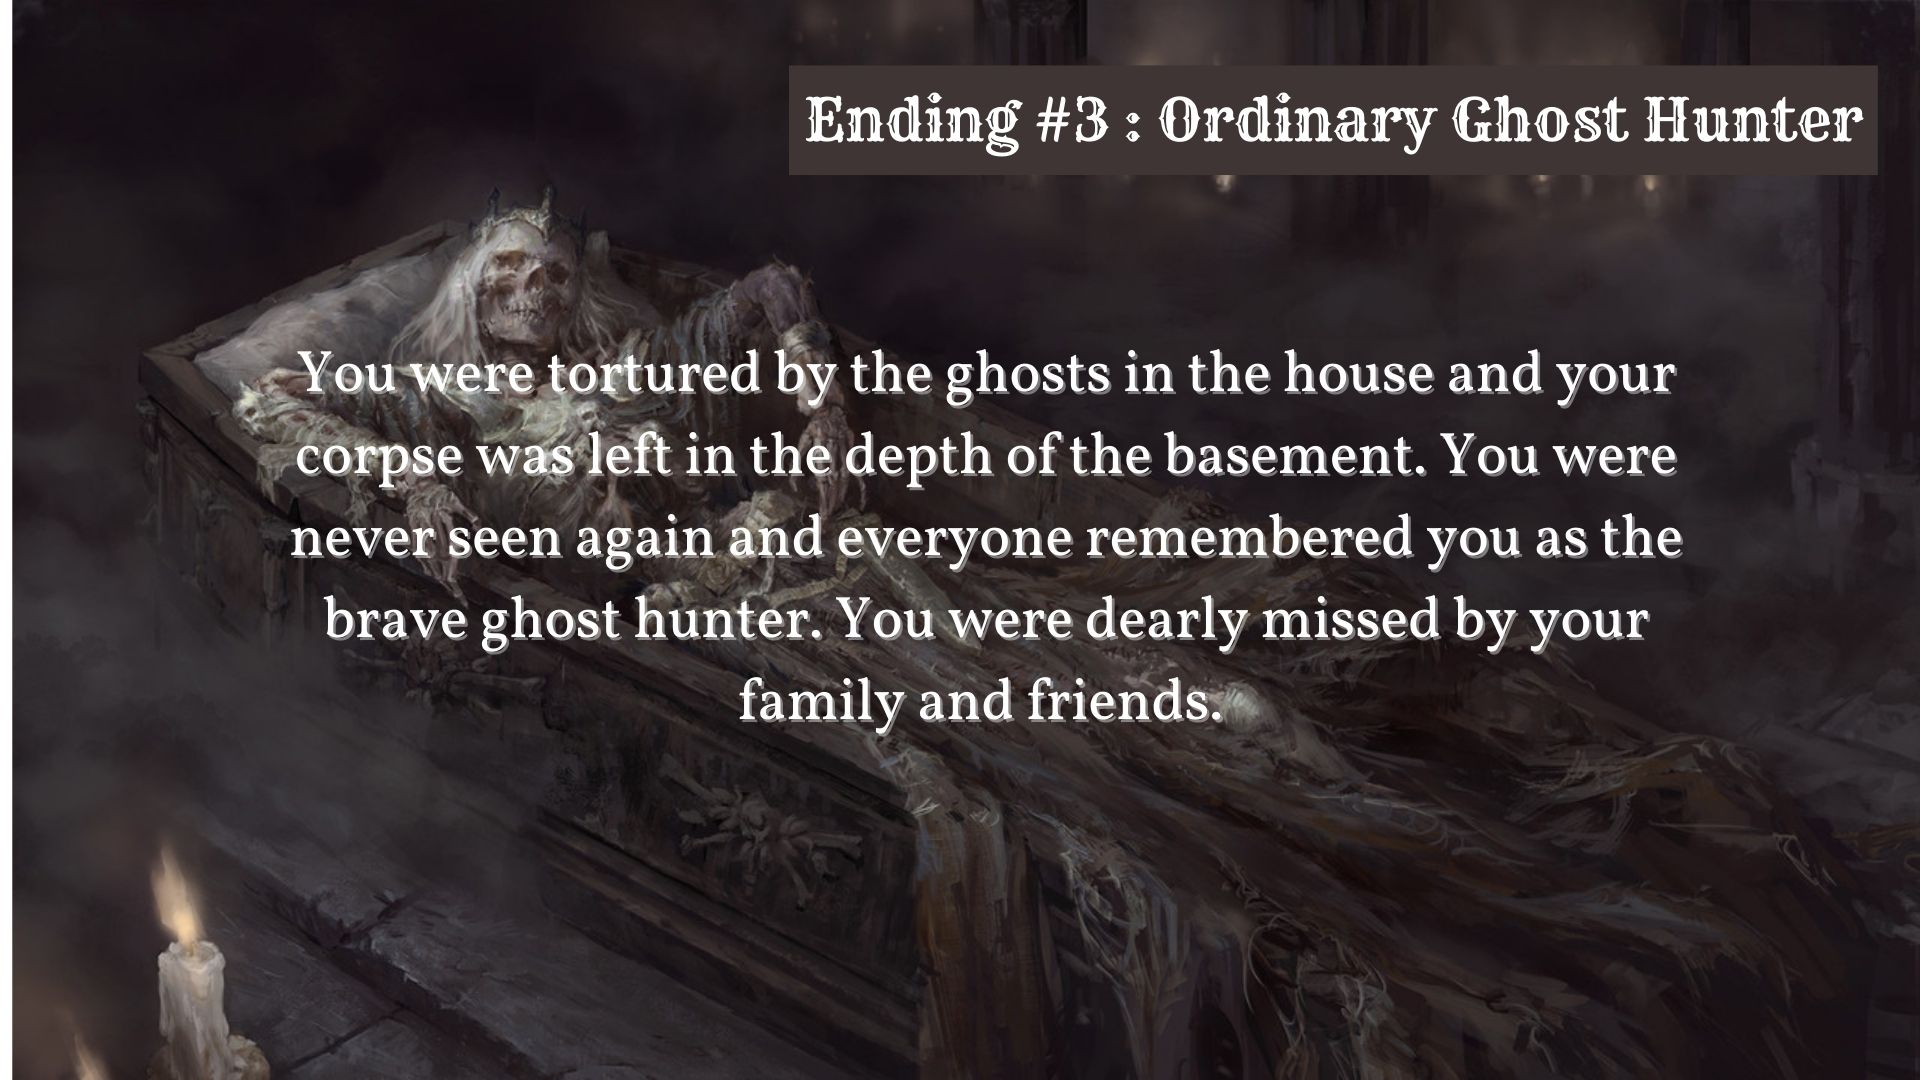 Ending #3 : Ordinary Ghost Hunter
You were tortured by the ghosts in the house and your
corpse was left in the depth of the basement. You were
never seen again and everyone remembered you as the
brave ghost hunter. You were dearly missed by your
family and friends.